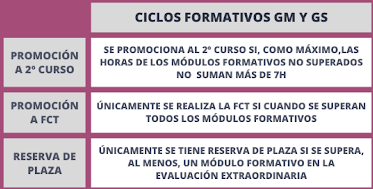 CICLOS FORMATIVOS GM Y GS
PROMOCIÓN
A 2º CURSO
SE PROMOCIONA AL 2º CURSO SI, COMO MÁXIMO,LAS
HORAS DE LOS MÓDULOS FORMATIVOS NO SUPERADOS
NO SUMAN MÁS DE 7H
PROMOCIÓN
A FCT
ÚNICAMENTE SE REALIZA LA FCT SI CUANDO SE SUPERAN
TODOS LOS MÓDULOS FORMATIVOS
RESERVA DE
PLAZA
ÚNICAMENTE SE TIENE RESERVA DE PLAZA SI SE SUPERA,
AL MENOS, UN MÓDULO FORMATIVO EN LA
EVALUACIÓN EXTRAORDINARIA